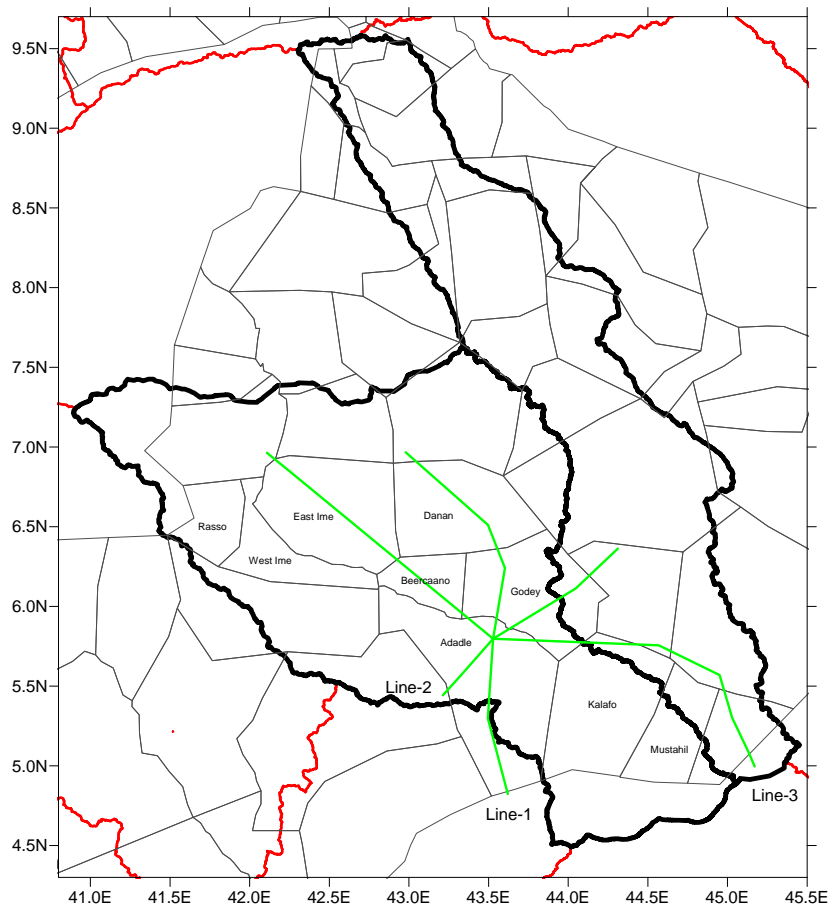 9.5N
9.0N
8.5N
8.0N
7.5N
7.0N
6.5N
6.0N
5.5N
5.0N
4.5N
Rasso
East Ime
Danan
West Ime
Beercaano
Godey
Adadle
Line-2
Kalafo
Mustahil
Line-1
Line-3
41.0E 41.5E 42.0E 42.5E 43.0E 43.5E 44.0E 44.5E 45.0E 45.5E